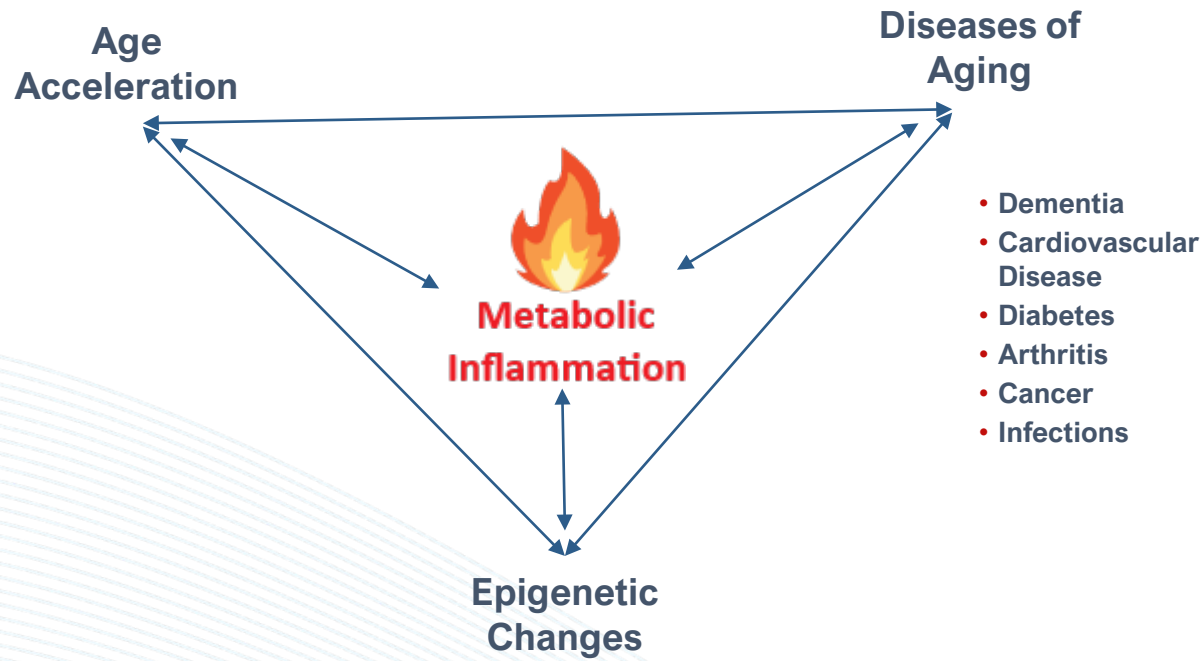 Age
Acceleration
Diseases of
Aging
Metabolic
Inflammation
• Dementia
• Cardiovascular
Disease
• Diabetes
• Arthritis
• Cancer
• Infections
Epigenetic
Changes